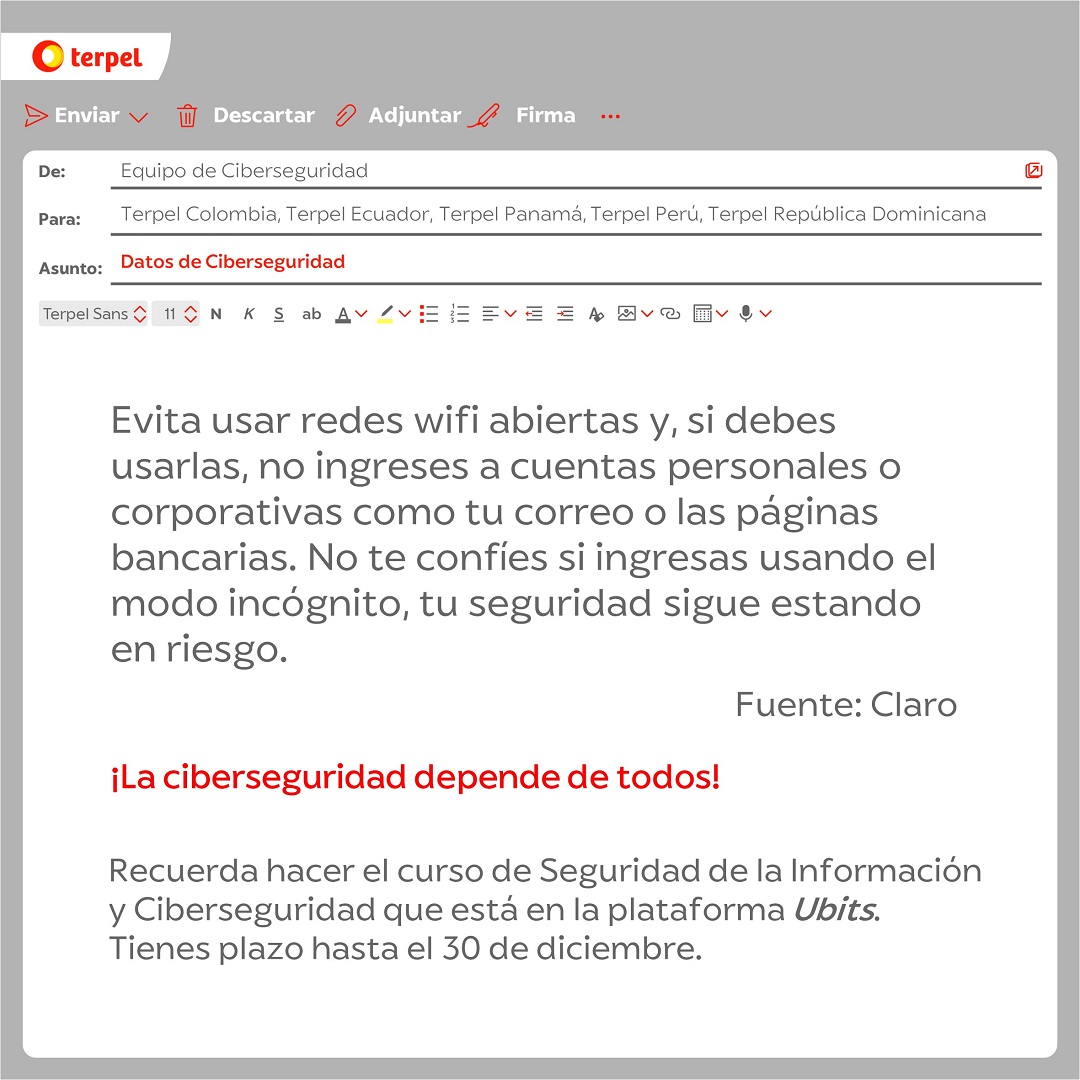 terpel
Enviar Descartar Adjuntar Firma ...
De: Equipo de Ciberseguridad
Para: Terpel Colombia, Terpel Ecuador, Terpel Panamá, Terpel Perú, Terpel República Dominicana
Asunto: Datos de Ciberseguridad
Terpel Sans 11 N K S ab A
Evita usar redes wifi abiertas y, si debes
usarlas, no ingreses a cuentas personales o
corporativas como tu correo o las páginas
bancarias. No te confíes si ingresas usando el
modo incógnito, tu seguridad sigue estando
en riesgo.
Fuente: Claro
¡La ciberseguridad depende de todos!
Recuerda hacer el curso de Seguridad de la Información
y Ciberseguridad que está en la plataforma Ubits.
Tienes plazo hasta el 30 de diciembre.